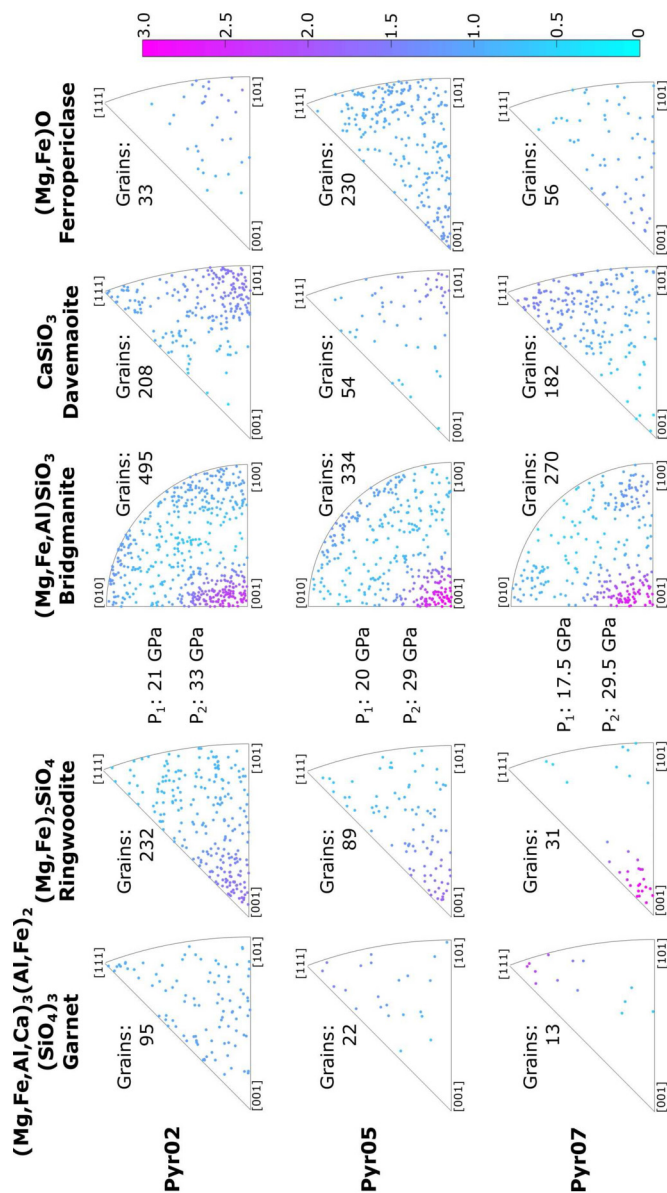 (Mg,Fe,Al,Ca)₃(Al,Fe)₂
(SiO₄)₃
Garnet
(Mg,Fe)₂SiO₄
Ringwoodite
(Mg,Fe,Al)SiO₃
Bridgmanite
CaSiO₃
Davemaoite
(Mg,Fe)O
Ferropericlase
Pyr02
Grains:
95
[001]
[101]
[111]
Grains:
232
[001]
[101]
[111]
P₁: 21 GPa
P₂: 33 GPa
[010]
Grains:
495
[001]
[100]
Grains:
208
[001]
[101]
[111]
Grains:
33
[001]
[101]
[111]
Pyr05
Grains:
22
[001]
[101]
[111]
Grains:
89
[001]
[101]
[111]
P₁: 20 GPa
P₂: 29 GPa
[010]
Grains:
334
[001]
[100]
Grains:
54
[001]
[101]
[111]
Grains:
230
[001]
[101]
[111]
Pyr07
Grains:
13
[001]
[101]
[111]
Grains:
31
[001]
[101]
[111]
P₁: 17.5 GPa
P₂: 29.5 GPa
[010]
Grains:
270
[001]
[100]
Grains:
182
[001]
[101]
[111]
Grains:
56
[001]
[101]
[111]
3.0
2.5
2.0
1.5
1.0
0.5
0